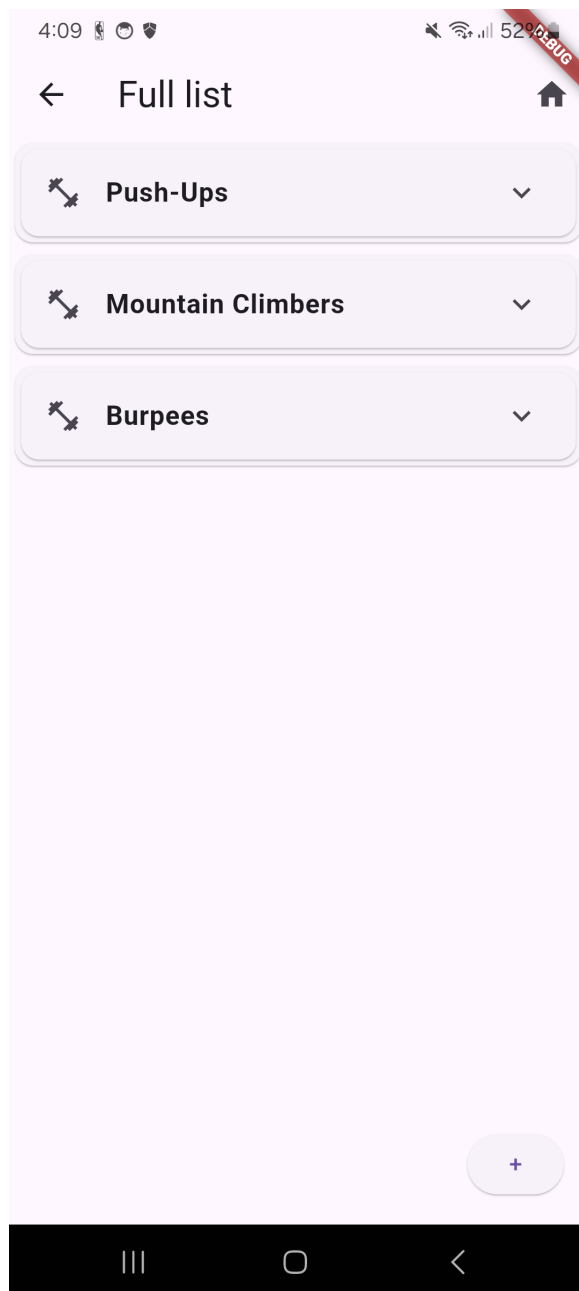 4:09
52%
DEBUG
Full list
Push-Ups
Mountain Climbers
Burpees
+